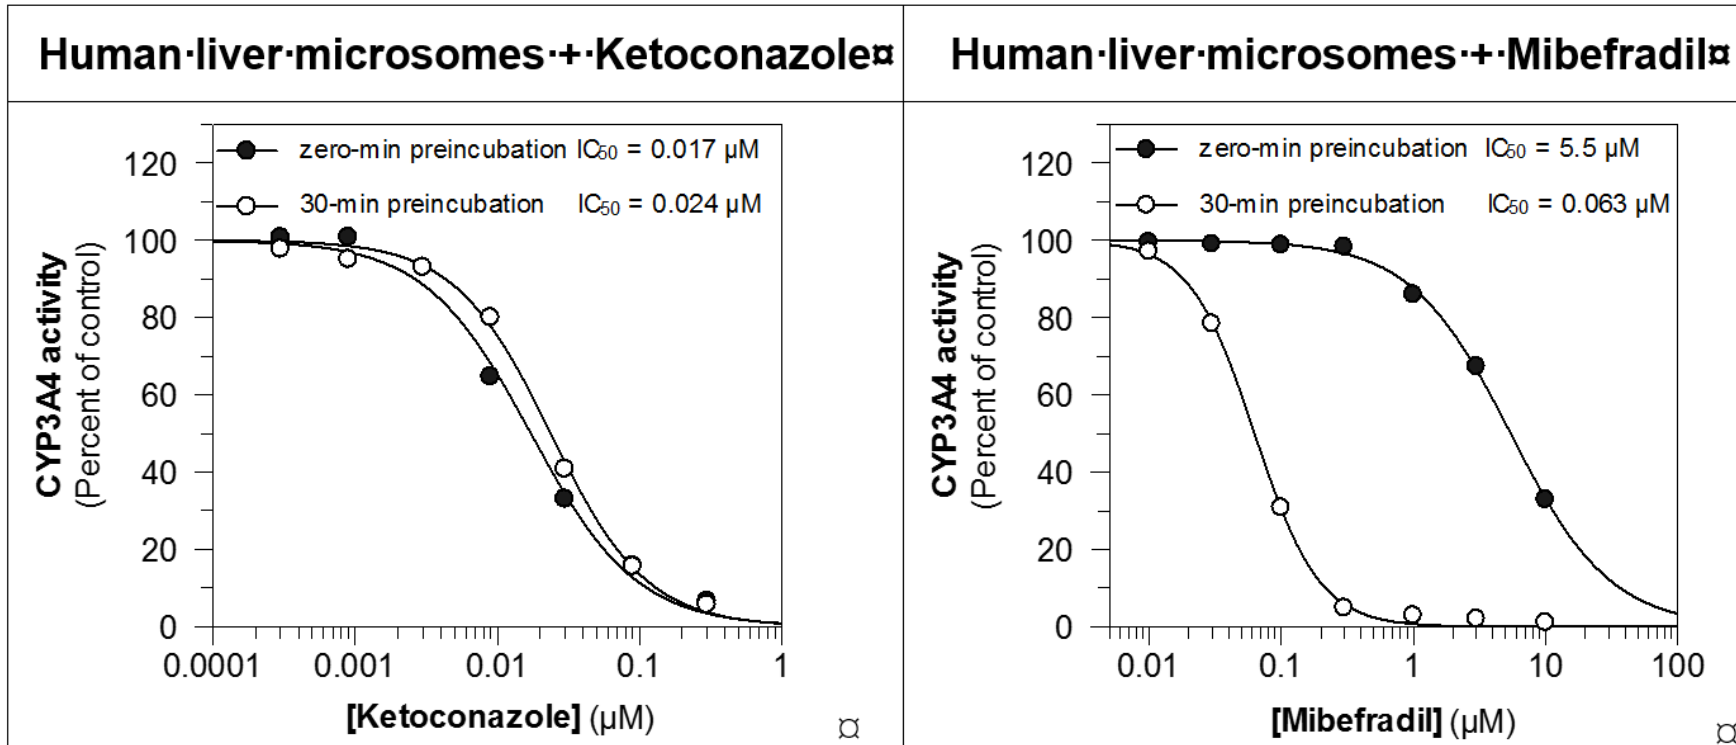 Human·liver·microsomes·+·Ketoconazole¤
Human·liver·microsomes·+·Mibefradil¤
zero-min preincubation IC50 = 0.017 µM
30-min preincubation IC50 = 0.024 µM
120
100
80
60
40
20
0
CYP3A4 activity
(Percent of control)
0.0001
0.001
0.01
0.1
1
[Ketoconazole] (µM)
¤
zero-min preincubation IC50 = 5.5 µM
30-min preincubation IC50 = 0.063 µM
120
100
80
60
40
20
0
CYP3A4 activity
(Percent of control)
0.01
0.1
1
10
100
[Mibefradil] (µM)
¤